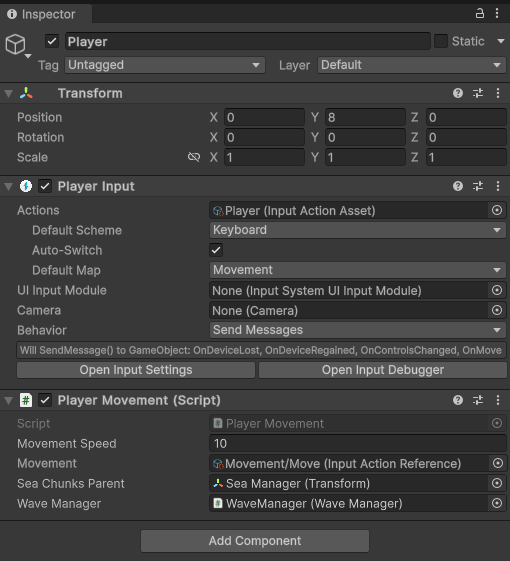 Inspector
Player
Static
Tag Untagged Layer Default
Transform
Position X 0 Y 8 Z 0
Rotation X 0 Y 0 Z 0
Scale X 1 Y 1 Z 1
Player Input
Actions Player (Input Action Asset)
Default Scheme Keyboard
Auto-Switch
Default Map Movement
UI Input Module None (Input System UI Input Module)
Camera None (Camera)
Behavior Send Messages
Will SendMessage() to GameObject: OnDeviceLost, OnDeviceRegained, OnControlsChanged, OnMove
Open Input Settings Open Input Debugger
# Player Movement (Script)
Script # Player Movement
Movement Speed 10
Movement Movement/Move (Input Action Reference)
Sea Chunks Parent Sea Manager (Transform)
Wave Manager # WaveManager (Wave Manager)
Add Component